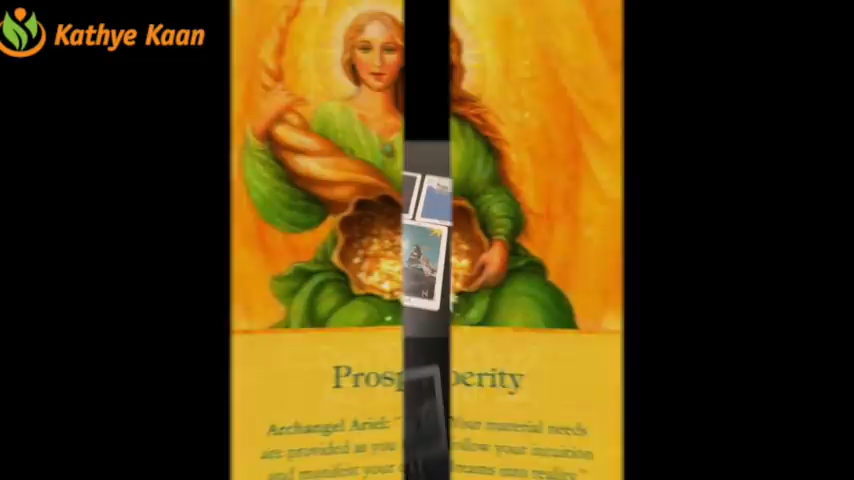 Kathye Kaan
Pros perity
Archangel Ariel: "Your material needs
are provided as you follow your intuition
and manifest your dreams into reality."